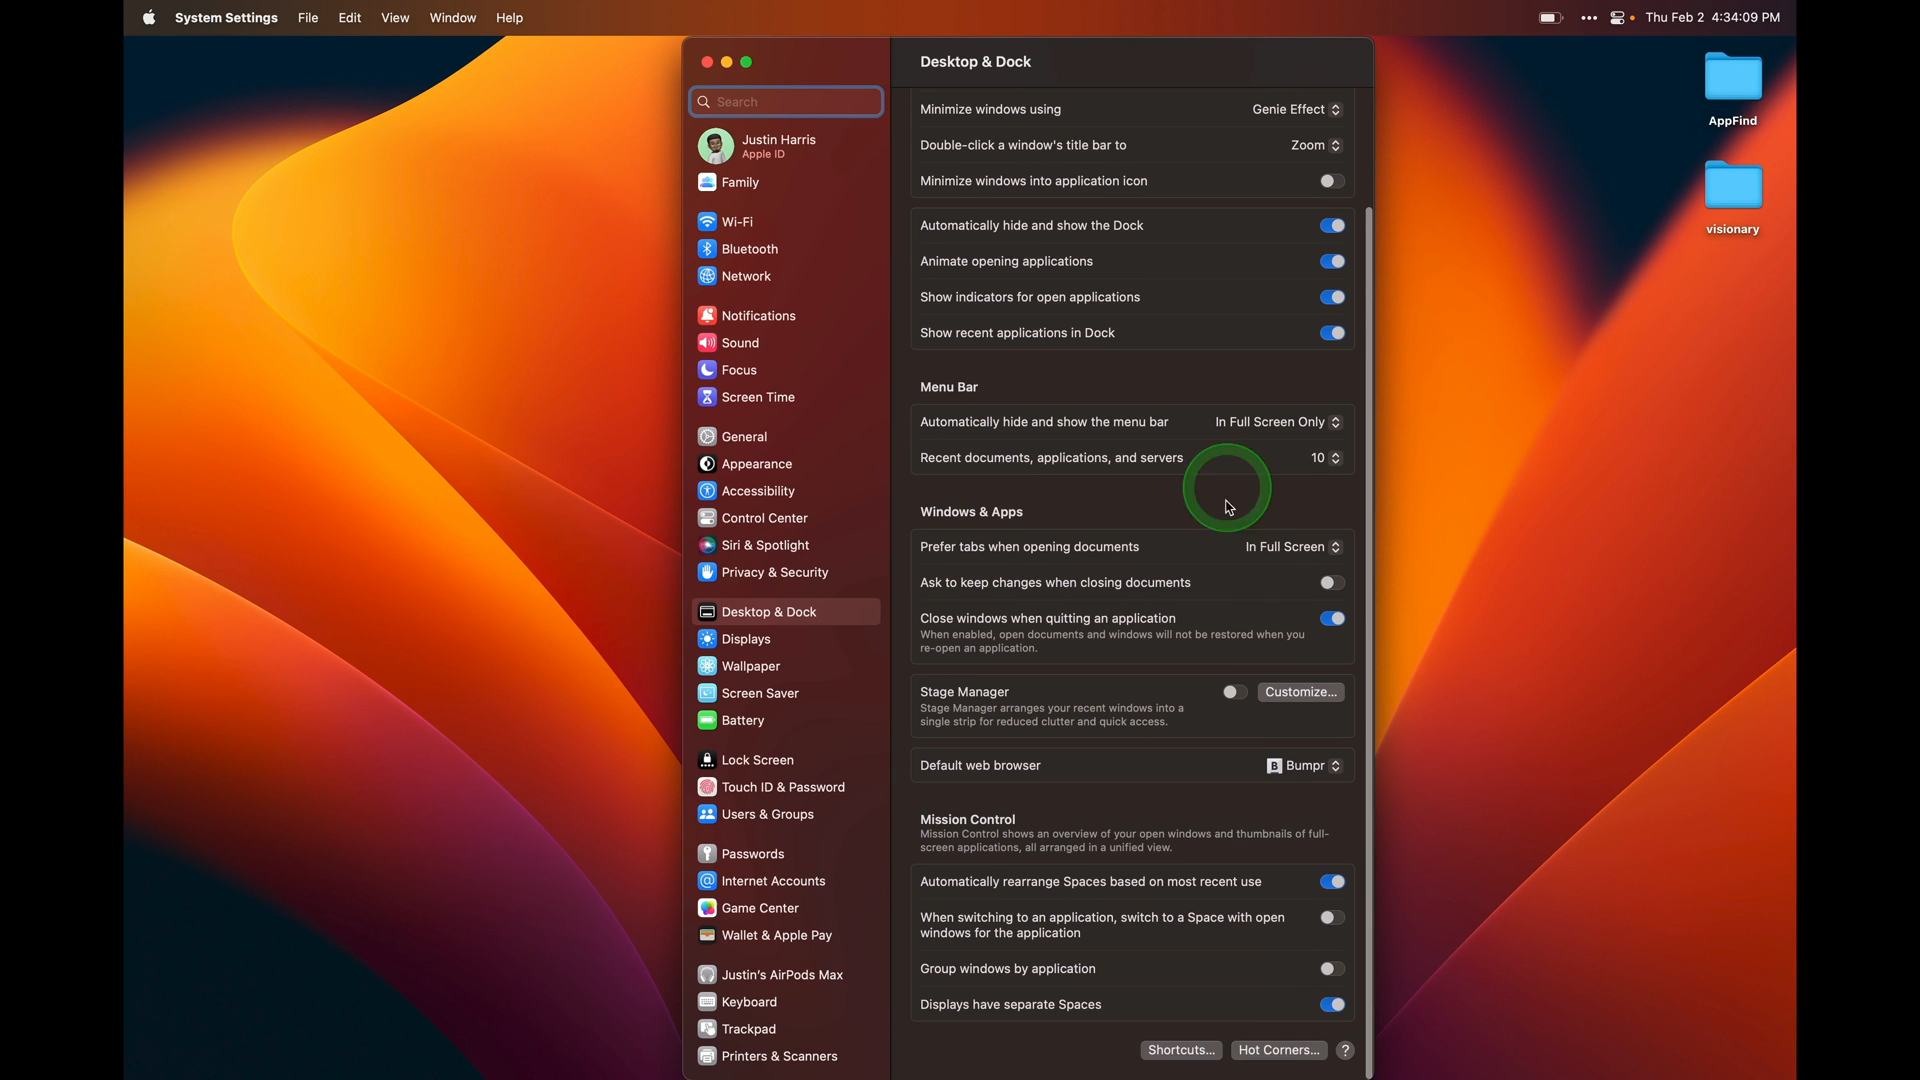 System Settings File Edit View Window Help Thu Feb 2 4:34:09 PM
Desktop & Dock
Search
Justin Harris
Apple ID
Family
Wi-Fi
Bluetooth
Network
Notifications
Sound
Focus
Screen Time
General
Appearance
Accessibility
Control Center
Siri & Spotlight
Privacy & Security
Desktop & Dock
Displays
Wallpaper
Screen Saver
Battery
Lock Screen
Touch ID & Password
Users & Groups
Passwords
Internet Accounts
Game Center
Wallet & Apple Pay
Justin's AirPods Max
Keyboard
Trackpad
Printers & Scanners
Minimize windows using Genie Effect
Double-click a window's title bar to Zoom
Minimize windows into application icon
Automatically hide and show the Dock
Animate opening applications
Show indicators for open applications
Show recent applications in Dock
Menu Bar
Automatically hide and show the menu bar In Full Screen Only
Recent documents, applications, and servers 10
Windows & Apps
Prefer tabs when opening documents In Full Screen
Ask to keep changes when closing documents
Close windows when quitting an application
When enabled, open documents and windows will not be restored when you
re-open an application.
Stage Manager Customize...
Stage Manager arranges your recent windows into a
single strip for reduced clutter and quick access.
Default web browser B Bumpr
Mission Control
Mission Control shows an overview of your open windows and thumbnails of full-
screen applications, all arranged in a unified view.
Automatically rearrange Spaces based on most recent use
When switching to an application, switch to a Space with open
windows for the application
Group windows by application
Displays have separate Spaces
Shortcuts... Hot Corners... ?
AppFind
visionary